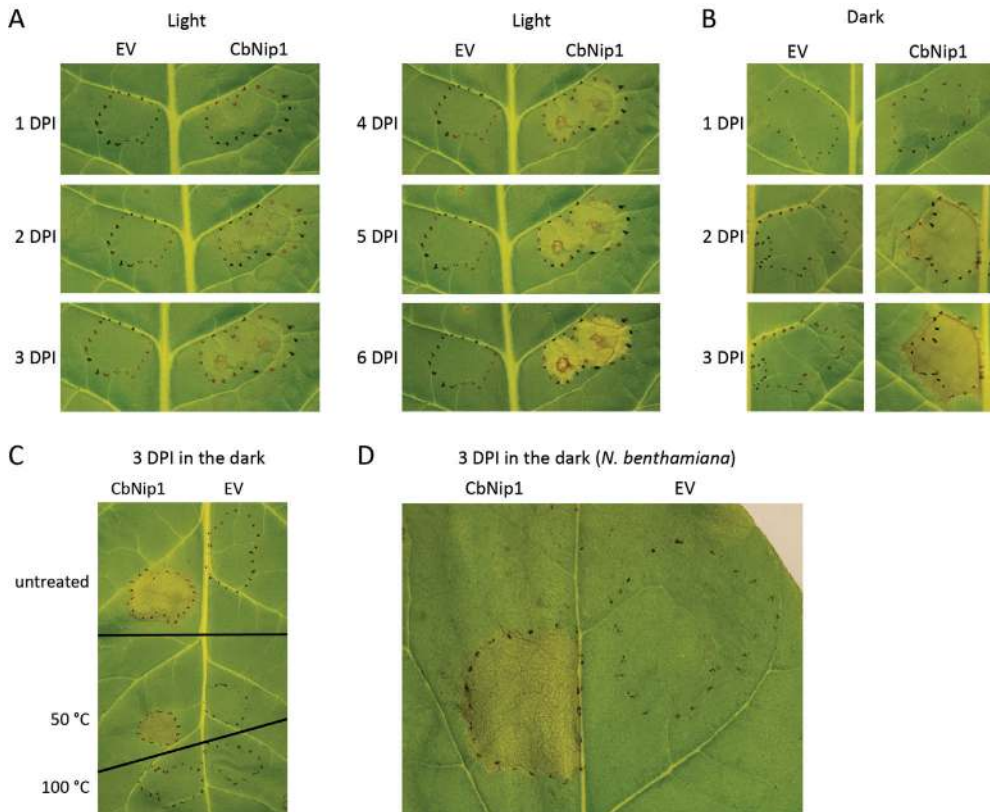 A
Light
EV CbNip1
1 DPI
2 DPI
3 DPI
Light
EV CbNip1
4 DPI
5 DPI
6 DPI
B
Dark
EV CbNip1
1 DPI
2 DPI
3 DPI
C
3 DPI in the dark
CbNip1 EV
untreated
50 °C
100 °C
D
3 DPI in the dark (N. benthamiana)
CbNip1 EV